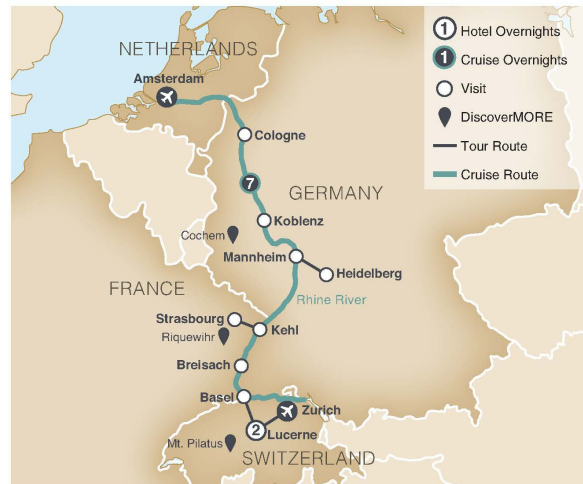 NETHERLANDS
Amsterdam
Cologne
7
GERMANY
Koblenz
Cochem
Mannheim
Heidelberg
FRANCE
Rhine River
Strasbourg
Kehl
Riquewihr
Breisach
Basel
Zurich
2
Lucerne
Mt. Pilatus
SWITZERLAND
1 Hotel Overnights
1 Cruise Overnights
Visit
DiscoverMORE
Tour Route
Cruise Route